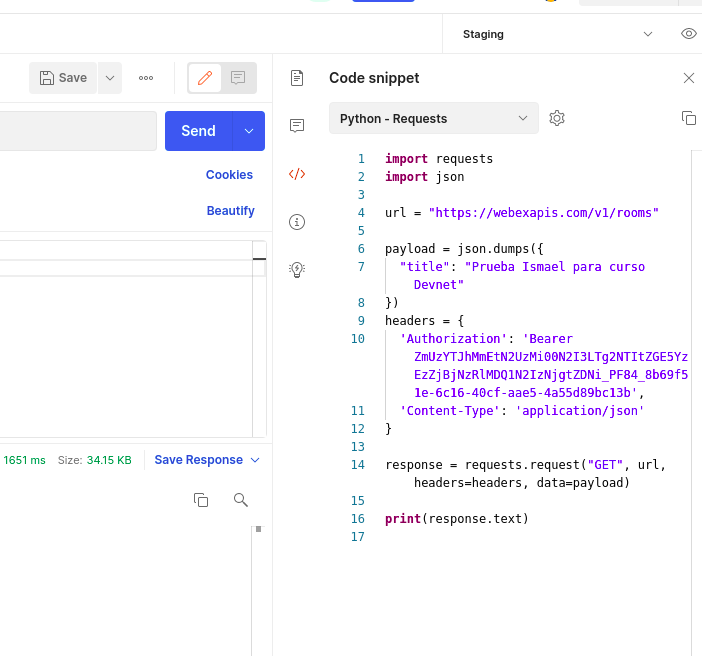 Staging
Save
Code snippet
Python - Requests
Send
Cookies
Beautify
1 import requests
2 import json
3
4 url = "https://webexapis.com/v1/rooms"
5
6 payload = json.dumps({
7 "title": "Prueba Ismael para curso
Devnet"
8 })
9 headers = {
10 'Authorization': 'Bearer
ZmUzYTJhMmEtN2UzMi00N2I3LTg2NTItZGE5Yz
EzZjBjNzRlMDQ1N2IzNjgtZDNi_PF84_8b69f5
1e-6c16-40cf-aae5-4a55d89bc13b',
11 'Content-Type': 'application/json'
12 }
13
14 response = requests.request("GET", url,
headers=headers, data=payload)
15
16 print(response.text)
17
1651 ms Size: 34.15 KB Save Response